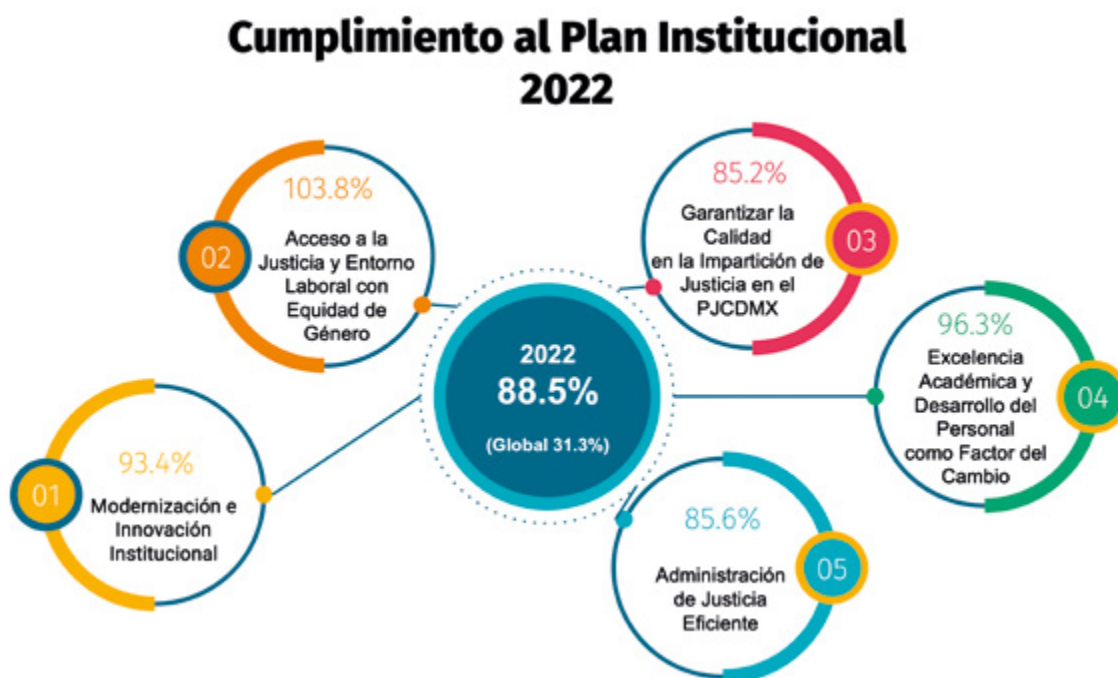 Cumplimiento al Plan Institucional
2022
01
93.4%
Modernización e
Innovación
Institucional
02
103.8%
Acceso a la
Justicia y Entorno
Laboral con
Equidad de
Género
2022
88.5%
(Global 31.3%)
03
85.2%
Garantizar la
Calidad
en la Impartición de
Justicia en el
PJCDMX
04
96.3%
Excelencia
Académica y
Desarrollo del
Personal
como Factor del
Cambio
05
85.6%
Administración
de Justicia
Eficiente